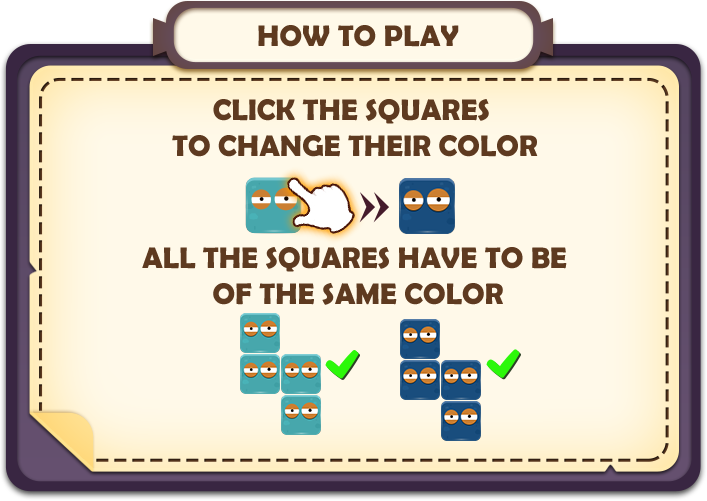 HOW TO PLAY
CLICK THE SQUARES
TO CHANGE THEIR COLOR
ALL THE SQUARES HAVE TO BE
OF THE SAME COLOR